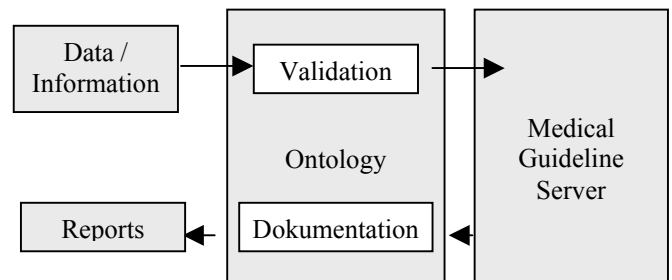 Data /
Information
Validation
Ontology
Medical
Guideline
Server
Reports
Dokumentation